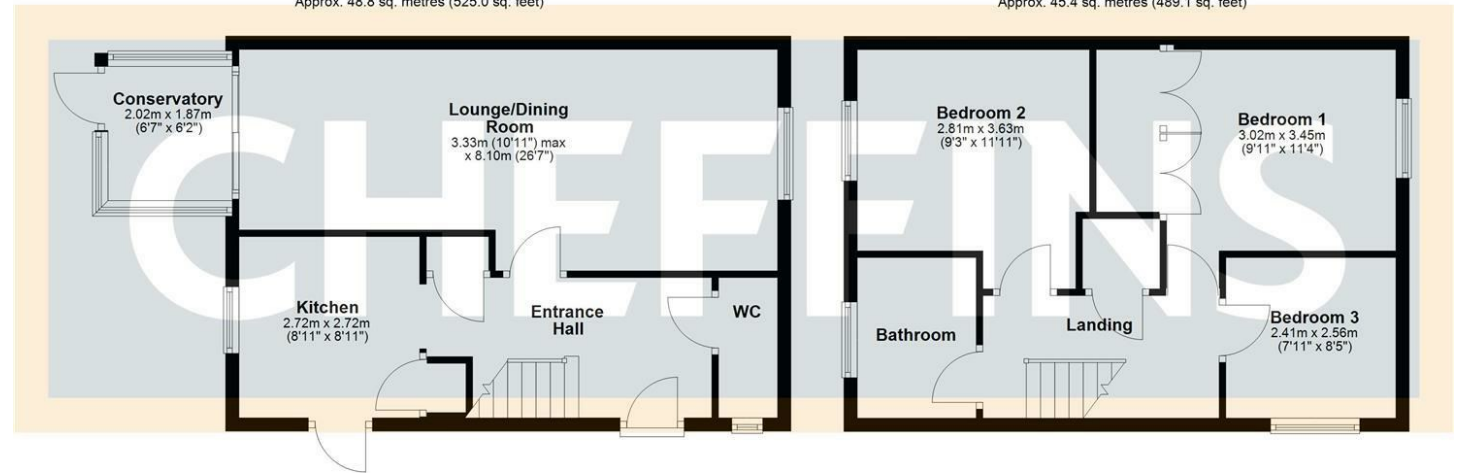 Approx. 48.8 sq. metres (525.0 sq. feet)
Approx. 45.4 sq. metres (489.1 sq. feet)
Conservatory
2.02m x 1.87m
(6'7" x 6'2")
Lounge/Dining
Room
3.33m (10'11") max
x 8.10m (26'7")
Bedroom 2
2.81m x 3.63m
(9'3" x 11'11")
Bedroom 1
3.02m x 3.45m
(9'11" x 11'4")
CHEFFINS
Kitchen
2.72m x 2.72m
(8'11" x 8'11")
Entrance
Hall
WC
Bathroom
Landing
Bedroom 3
2.41m x 2.56m
(7'11" x 8'5")